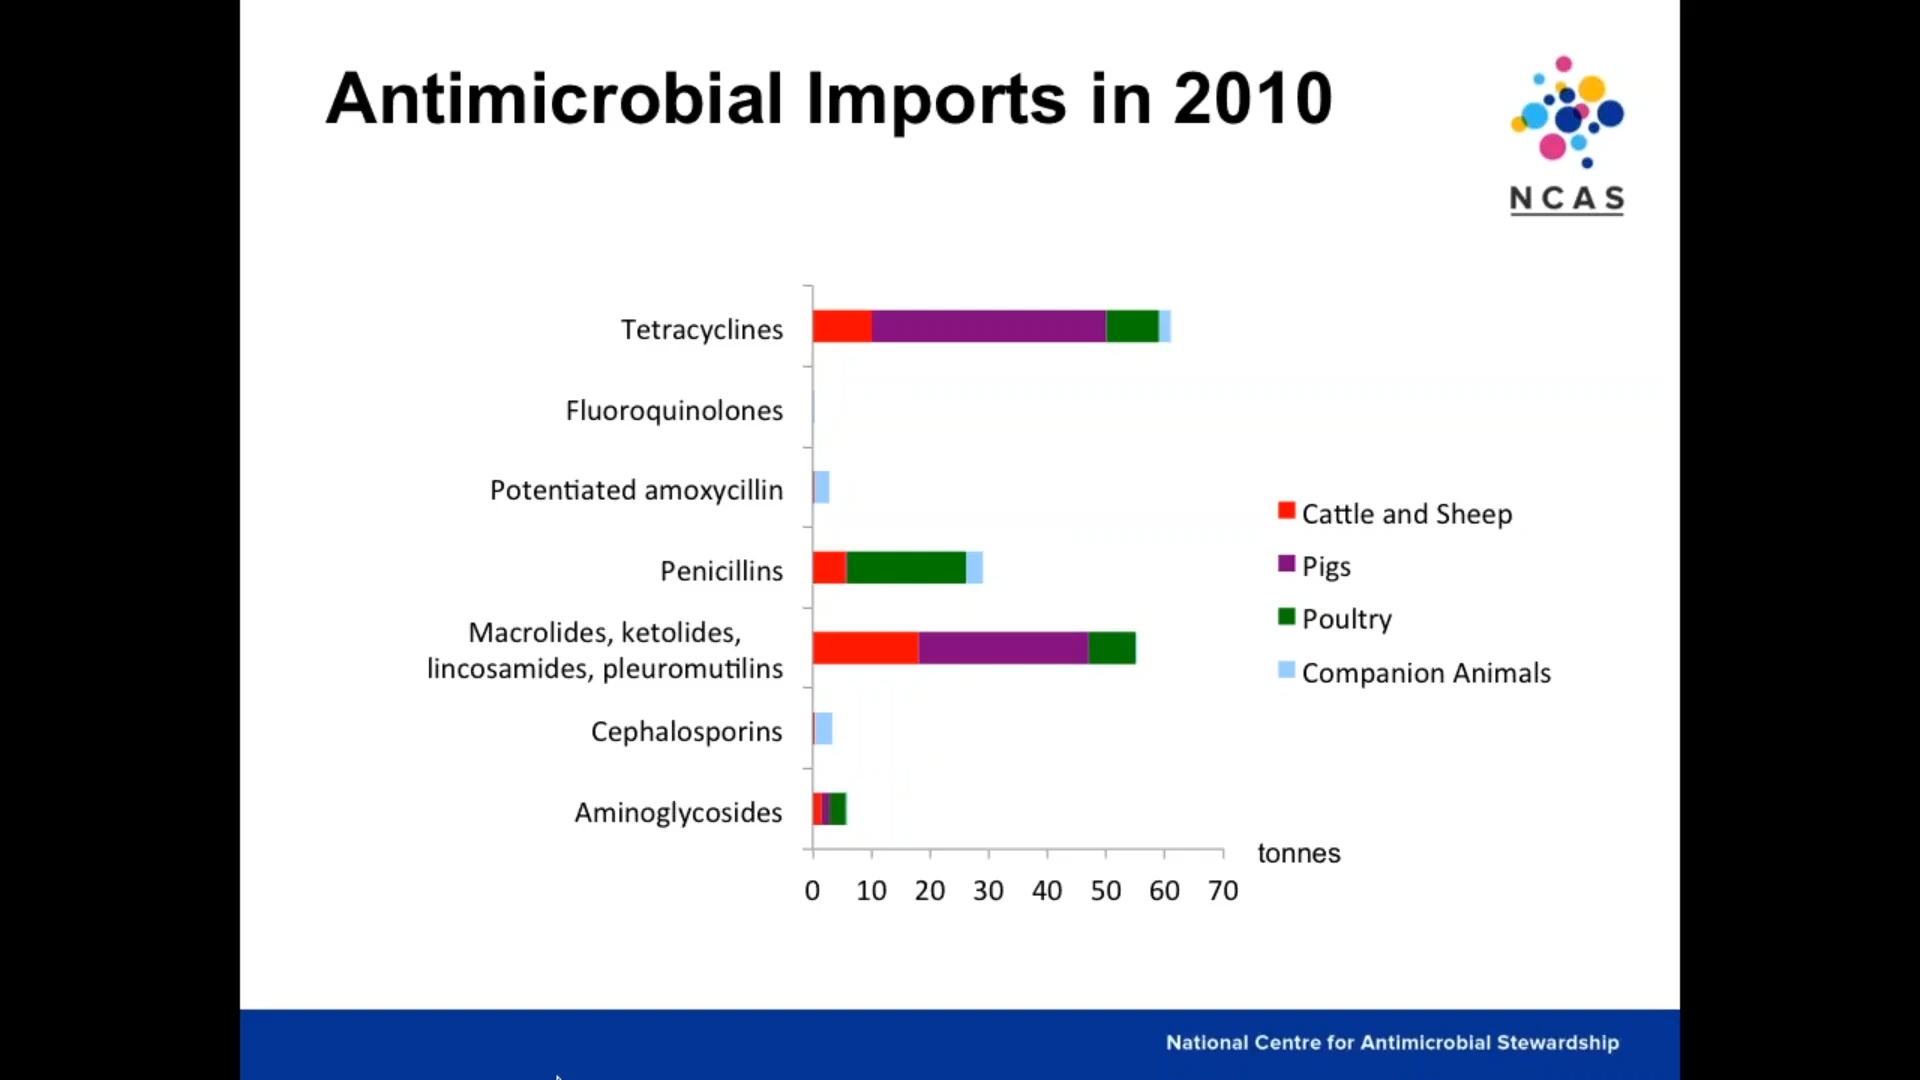 Antimicrobial Imports in 2010
NCAS
Tetracyclines
Fluoroquinolones
Potentiated amoxycillin
Penicillins
Macrolides, ketolides,
lincosamides, pleuromutilins
Cephalosporins
Aminoglycosides
Cattle and Sheep
Pigs
Poultry
Companion Animals
tonnes
0 10 20 30 40 50 60 70
National Centre for Antimicrobial Stewardship